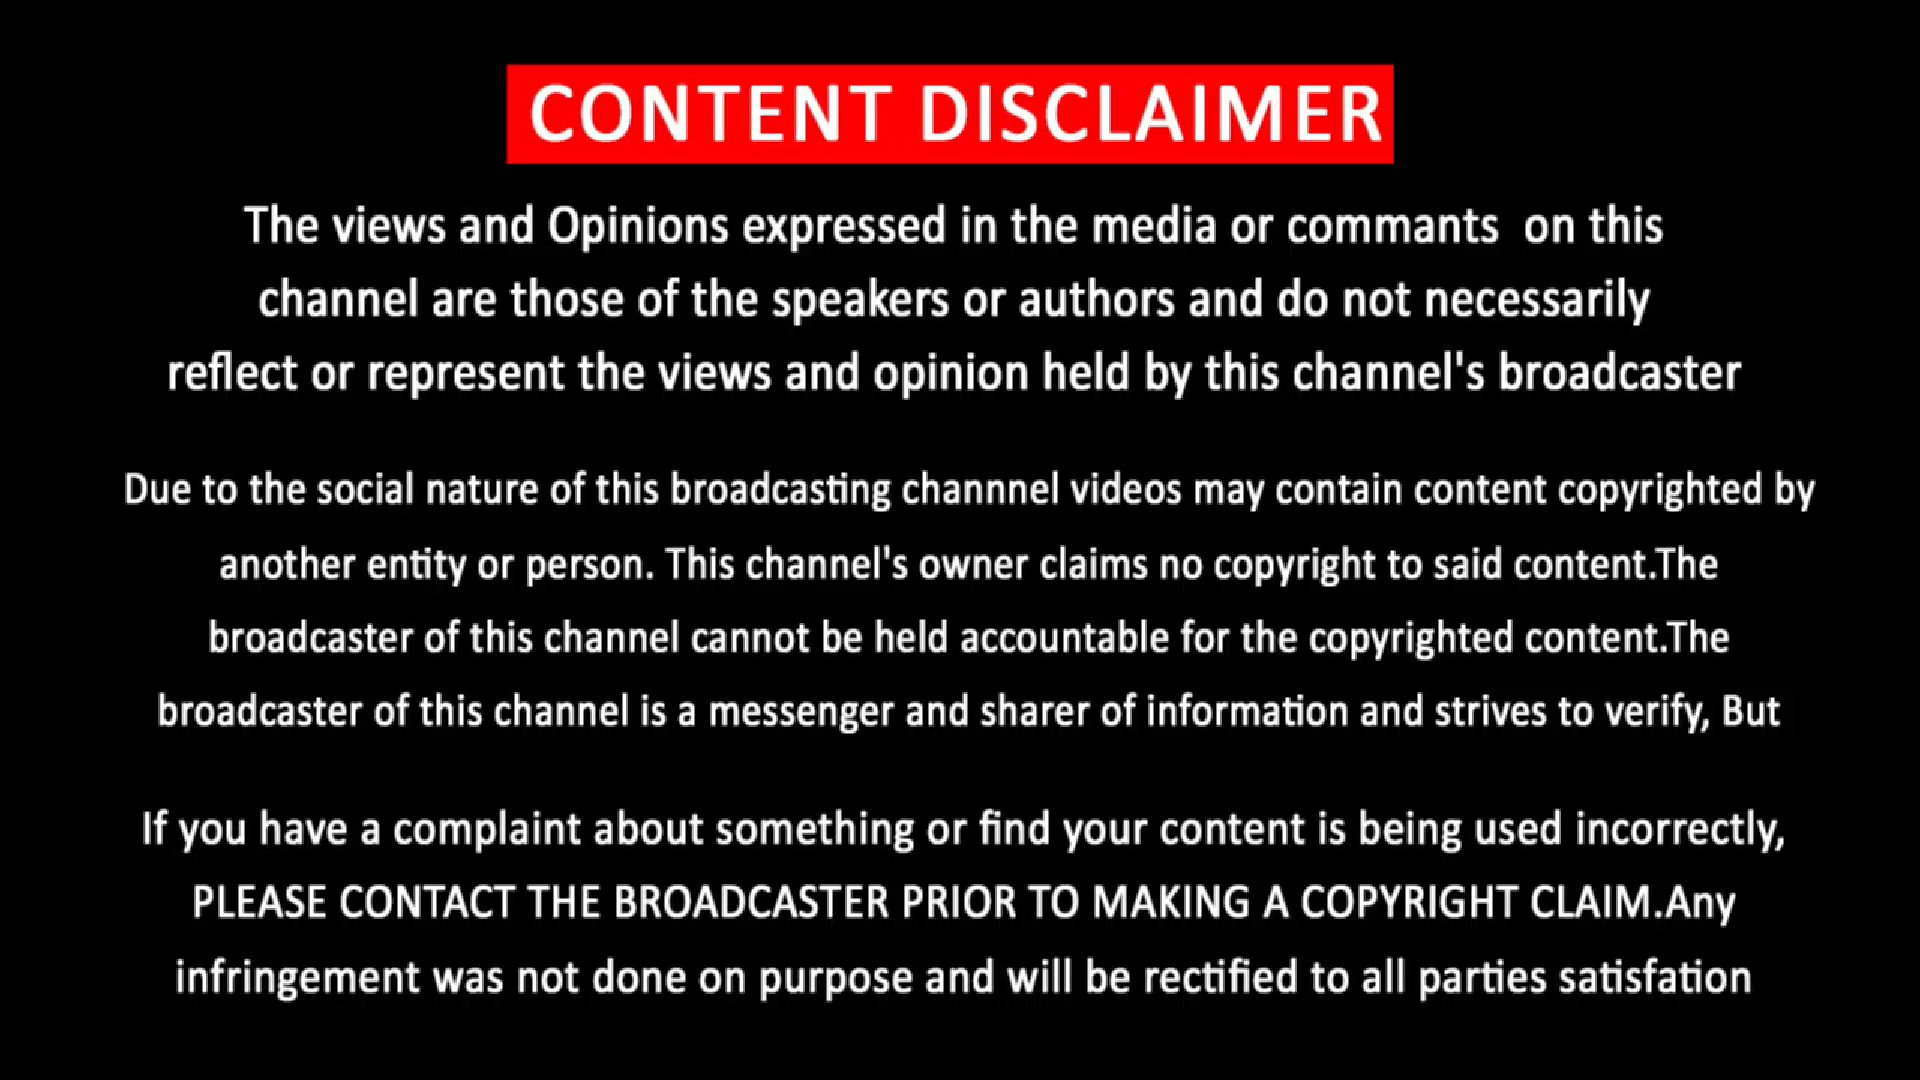 CONTENT DISCLAIMER
The views and Opinions expressed in the media or commants on this
channel are those of the speakers or authors and do not necessarily
reflect or represent the views and opinion held by this channel's broadcaster
Due to the social nature of this broadcasting channnel videos may contain content copyrighted by
another entity or person. This channel's owner claims no copyright to said content.The
broadcaster of this channel cannot be held accountable for the copyrighted content.The
broadcaster of this channel is a messenger and sharer of information and strives to verify, But
If you have a complaint about something or find your content is being used incorrectly,
PLEASE CONTACT THE BROADCASTER PRIOR TO MAKING A COPYRIGHT CLAIM.Any
infringement was not done on purpose and will be rectified to all parties satisfation